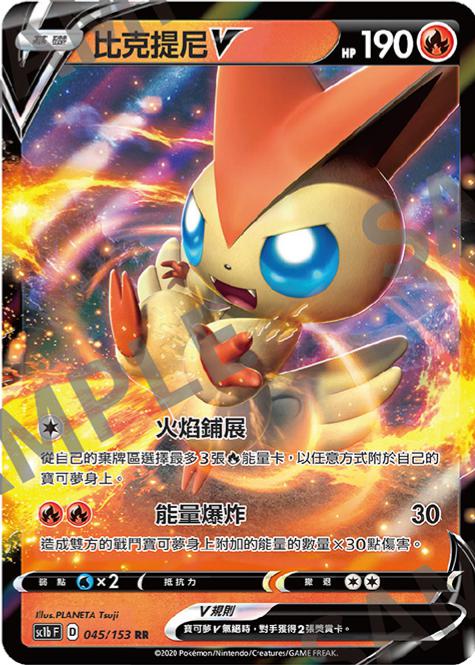 基礎 比克提尼V HP 190
火焰鋪展
從自己的棄牌區選擇最多3張能量卡，以任意方式附於自己的
寶可夢身上。
能量爆炸 30
造成雙方的戰鬥寶可夢身上附加的能量的數量×30點傷害。
弱點 ×2 抵抗力 撤退
Illus.PLANETA Tsuji
V規則
sc1b F D 045/153 RR
寶可夢V氣絕時，對手獲得2張獎賞卡。
©2020 Pokémon/Nintendo/Creatures/GAME FREAK.